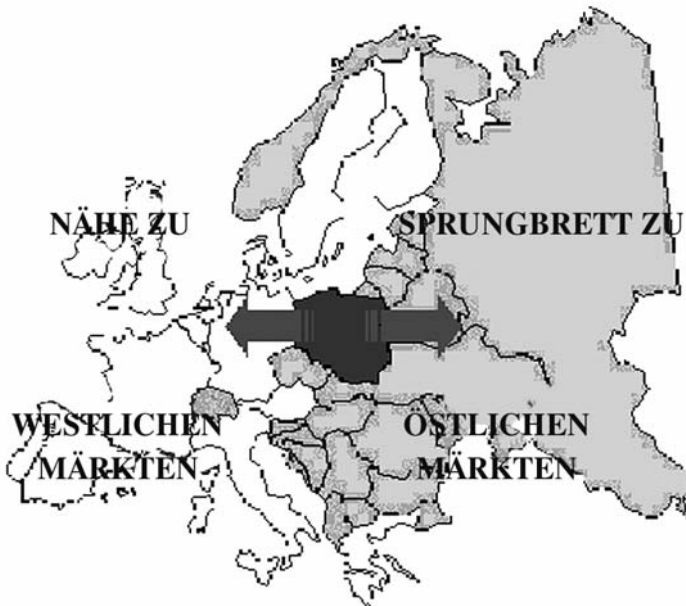 NÄHE ZU
SPRUNGBRETT ZU
WESTLICHEN
MÄRKTEN
ÖSTLICHEN
MÄRKTEN